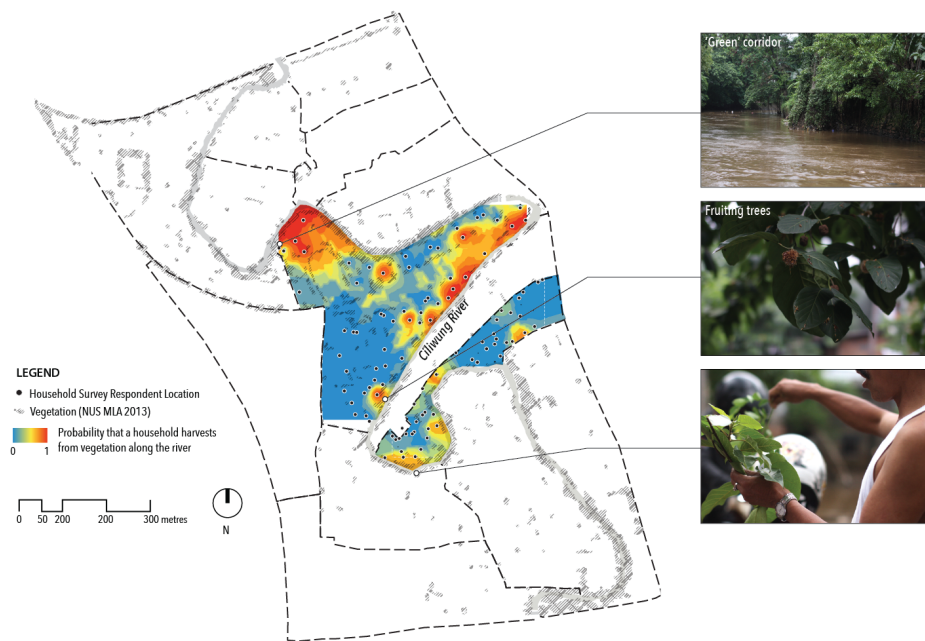 'Green' corridor
Fruiting trees
Ciliwung River
LEGEND
Household Survey Respondent Location
Vegetation (NUS MLA 2013)
Probability that a household harvests
from vegetation along the river
0 1
0 50 200 200 300 metres
N